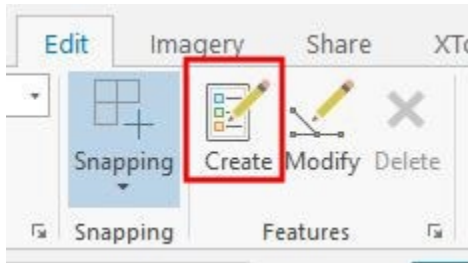 Edit Imagery Share XTo
Snapping Create Modify Delete
Snapping Features